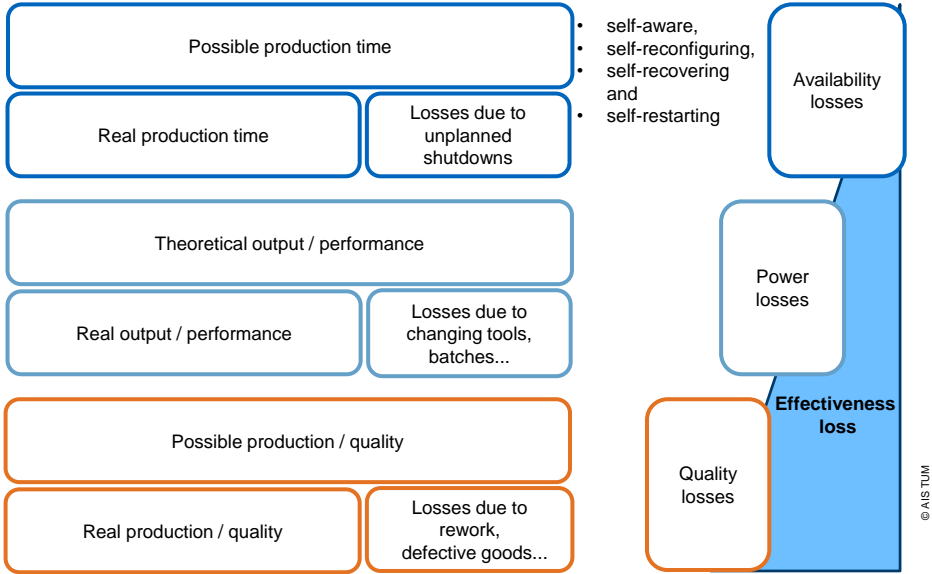 Possible production time
Real production time
Losses due to
unplanned
shutdowns
• self-aware,
• self-reconfiguring,
• self-recovering
and
• self-restarting
Availability
losses
Theoretical output / performance
Real output / performance
Losses due to
changing tools,
batches...
Power
losses
Possible production / quality
Real production / quality
Losses due to
rework,
defective goods...
Quality
losses
Effectiveness
loss
© AIS TUM